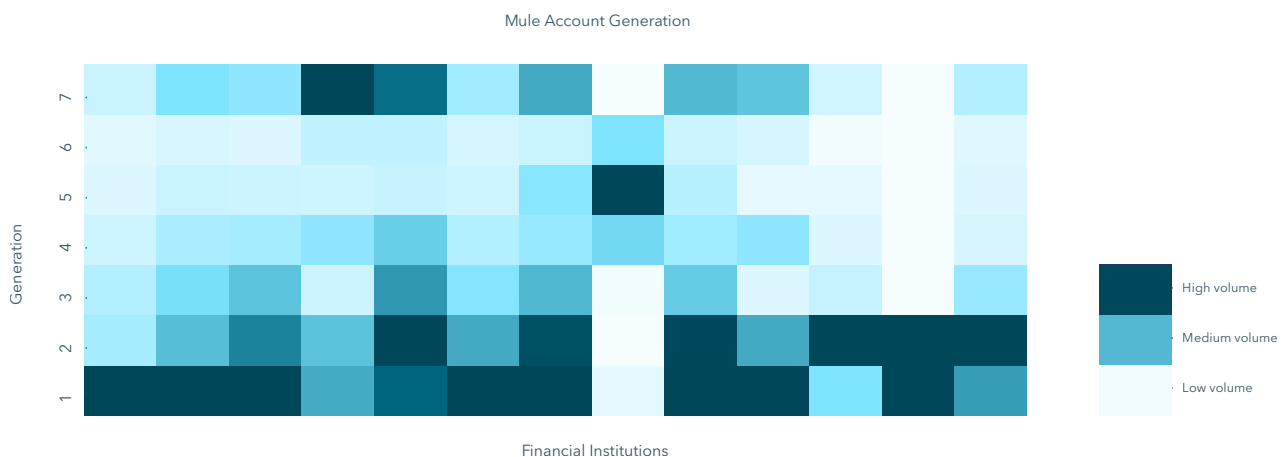 Mule Account Generation
Generation
7
6
5
4
3
2
1
Financial Institutions
High volume
Medium volume
Low volume